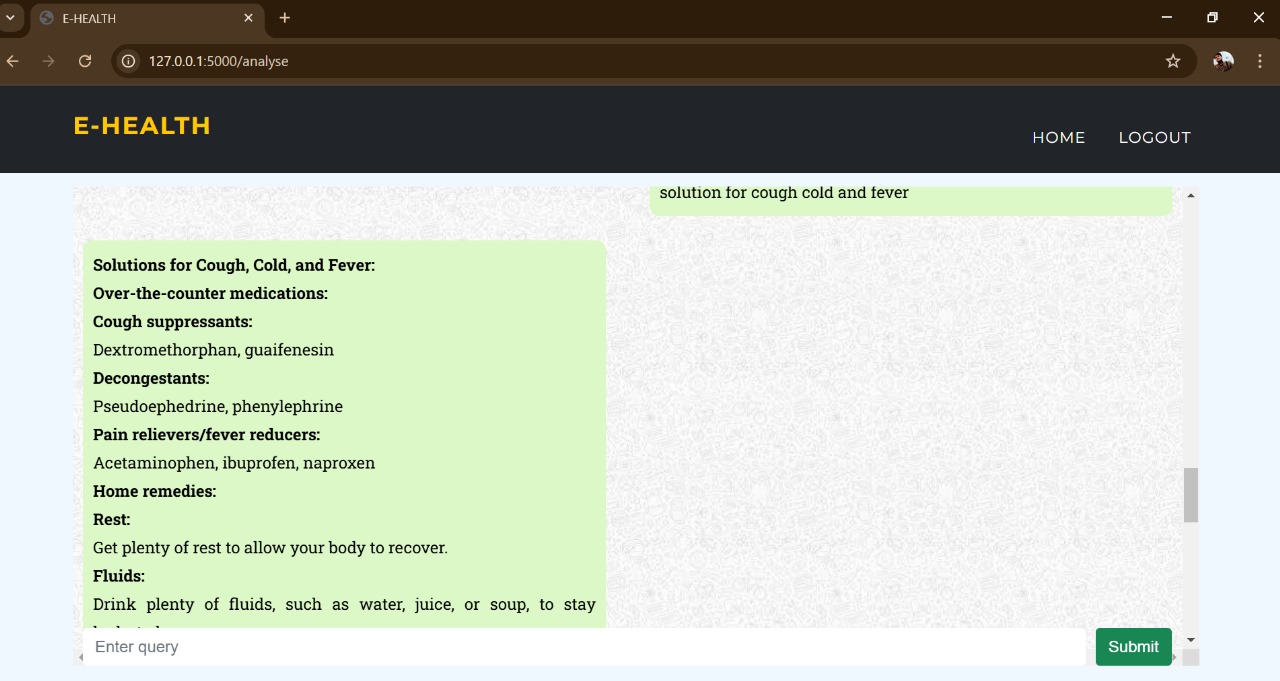 E-HEALTH
127.0.0.1:5000/analyse
E-HEALTH
HOME LOGOUT
solution for cough cold and fever
Solutions for Cough, Cold, and Fever:
Over-the-counter medications:
Cough suppressants:
Dextromethorphan, guaifenesin
Decongestants:
Pseudoephedrine, phenylephrine
Pain relievers/fever reducers:
Acetaminophen, ibuprofen, naproxen
Home remedies:
Rest:
Get plenty of rest to allow your body to recover.
Fluids:
Drink plenty of fluids, such as water, juice, or soup, to stay
Enter query
Submit